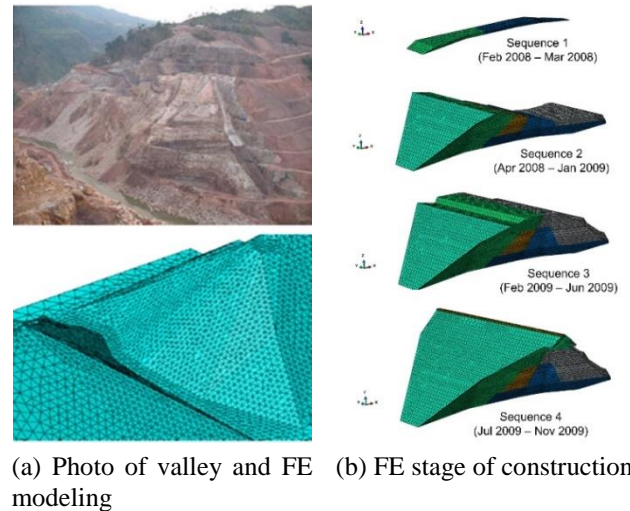 Sequence 1
(Feb 2008 – Mar 2008)
Sequence 2
(Apr 2008 – Jan 2009)
Sequence 3
(Feb 2009 – Jun 2009)
Sequence 4
(Jul 2009 – Nov 2009)
(a) Photo of valley and FE
modeling
(b) FE stage of construction